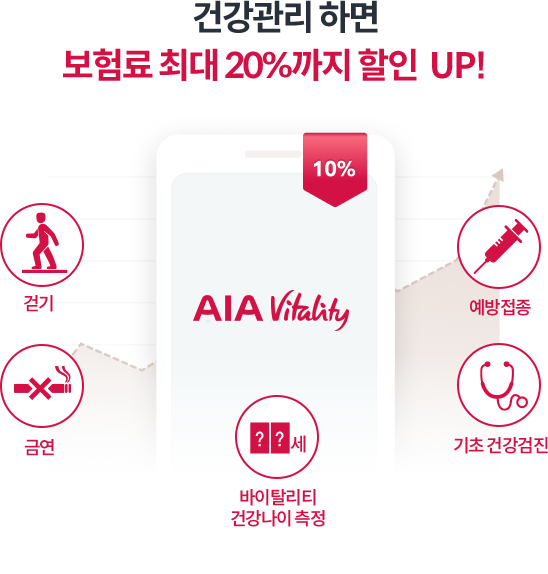 건강관리 하면
보험료 최대 20%까지 할인 UP!
10%
걷기
예방접종
AIA Vitality
금연
기초 건강검진
??세
바이탈리티
건강나이 측정